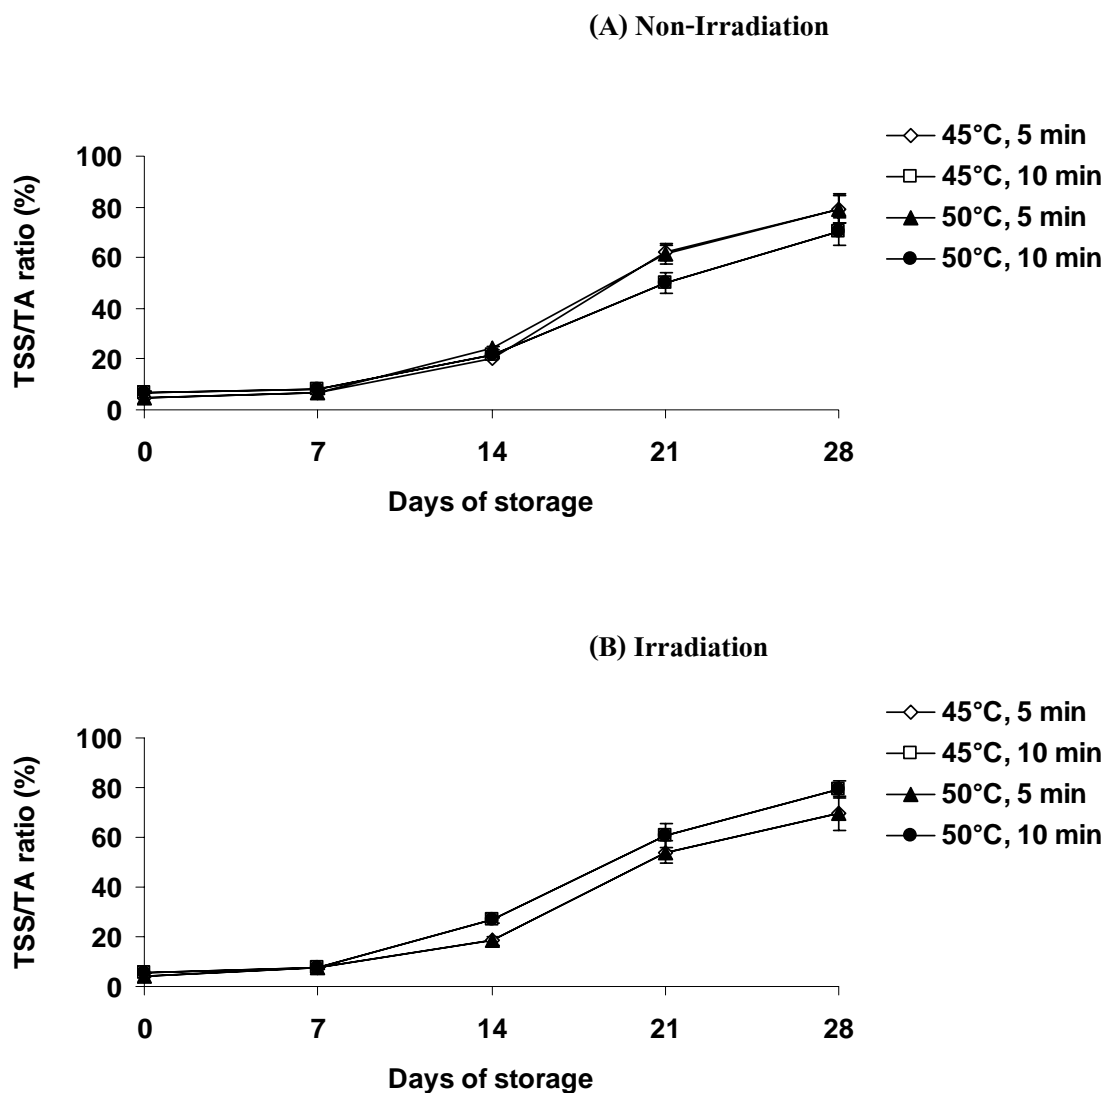 (A) Non-Irradiation
45°C, 5 min
45°C, 10 min
50°C, 5 min
50°C, 10 min
TSS/TA ratio (%)
100
80
60
40
20
0
0 7 14 21 28
Days of storage
(B) Irradiation
45°C, 5 min
45°C, 10 min
50°C, 5 min
50°C, 10 min
TSS/TA ratio (%)
100
80
60
40
20
0
0 7 14 21 28
Days of storage